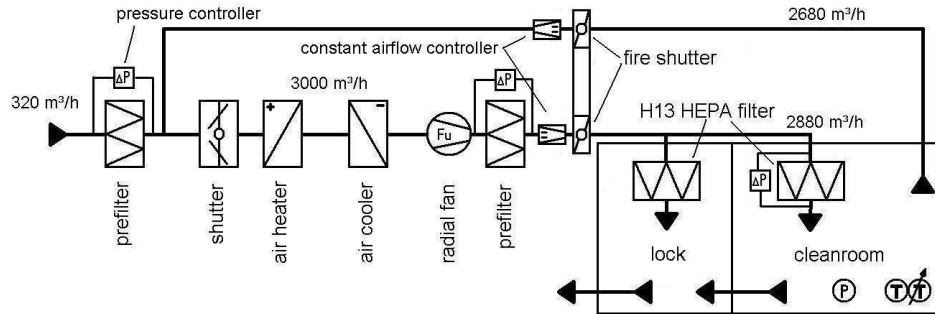 pressure controller
2680 m³/h
constant airflow controller
fire shutter
ΔP
ΔP
3000 m³/h
320 m³/h
H13 HEPA filter
2880 m³/h
+
-
Fu
ΔP
prefilter
shutter
air heater
air cooler
radial fan
prefilter
lock
cleanroom
P
T
T